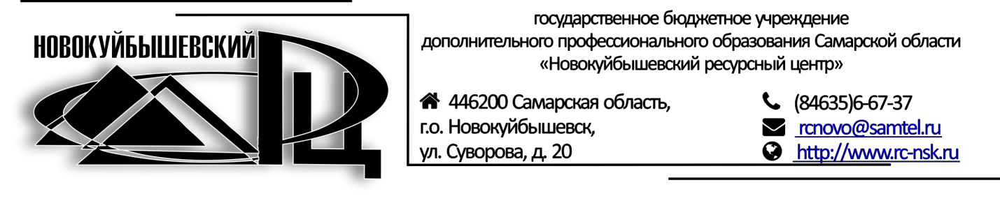 НОВОКУЙБЫШЕВСКИЙ
РЦ
государственное бюджетное учреждение
дополнительного профессионального образования Самарской области
«Новокуйбышевский ресурсный центр»
446200 Самарская область,
г.о. Новокуйбышевск,
ул. Суворова, д. 20
(84635)6-67-37
rcnovo@samtel.ru
http://www.rc-nsk.ru